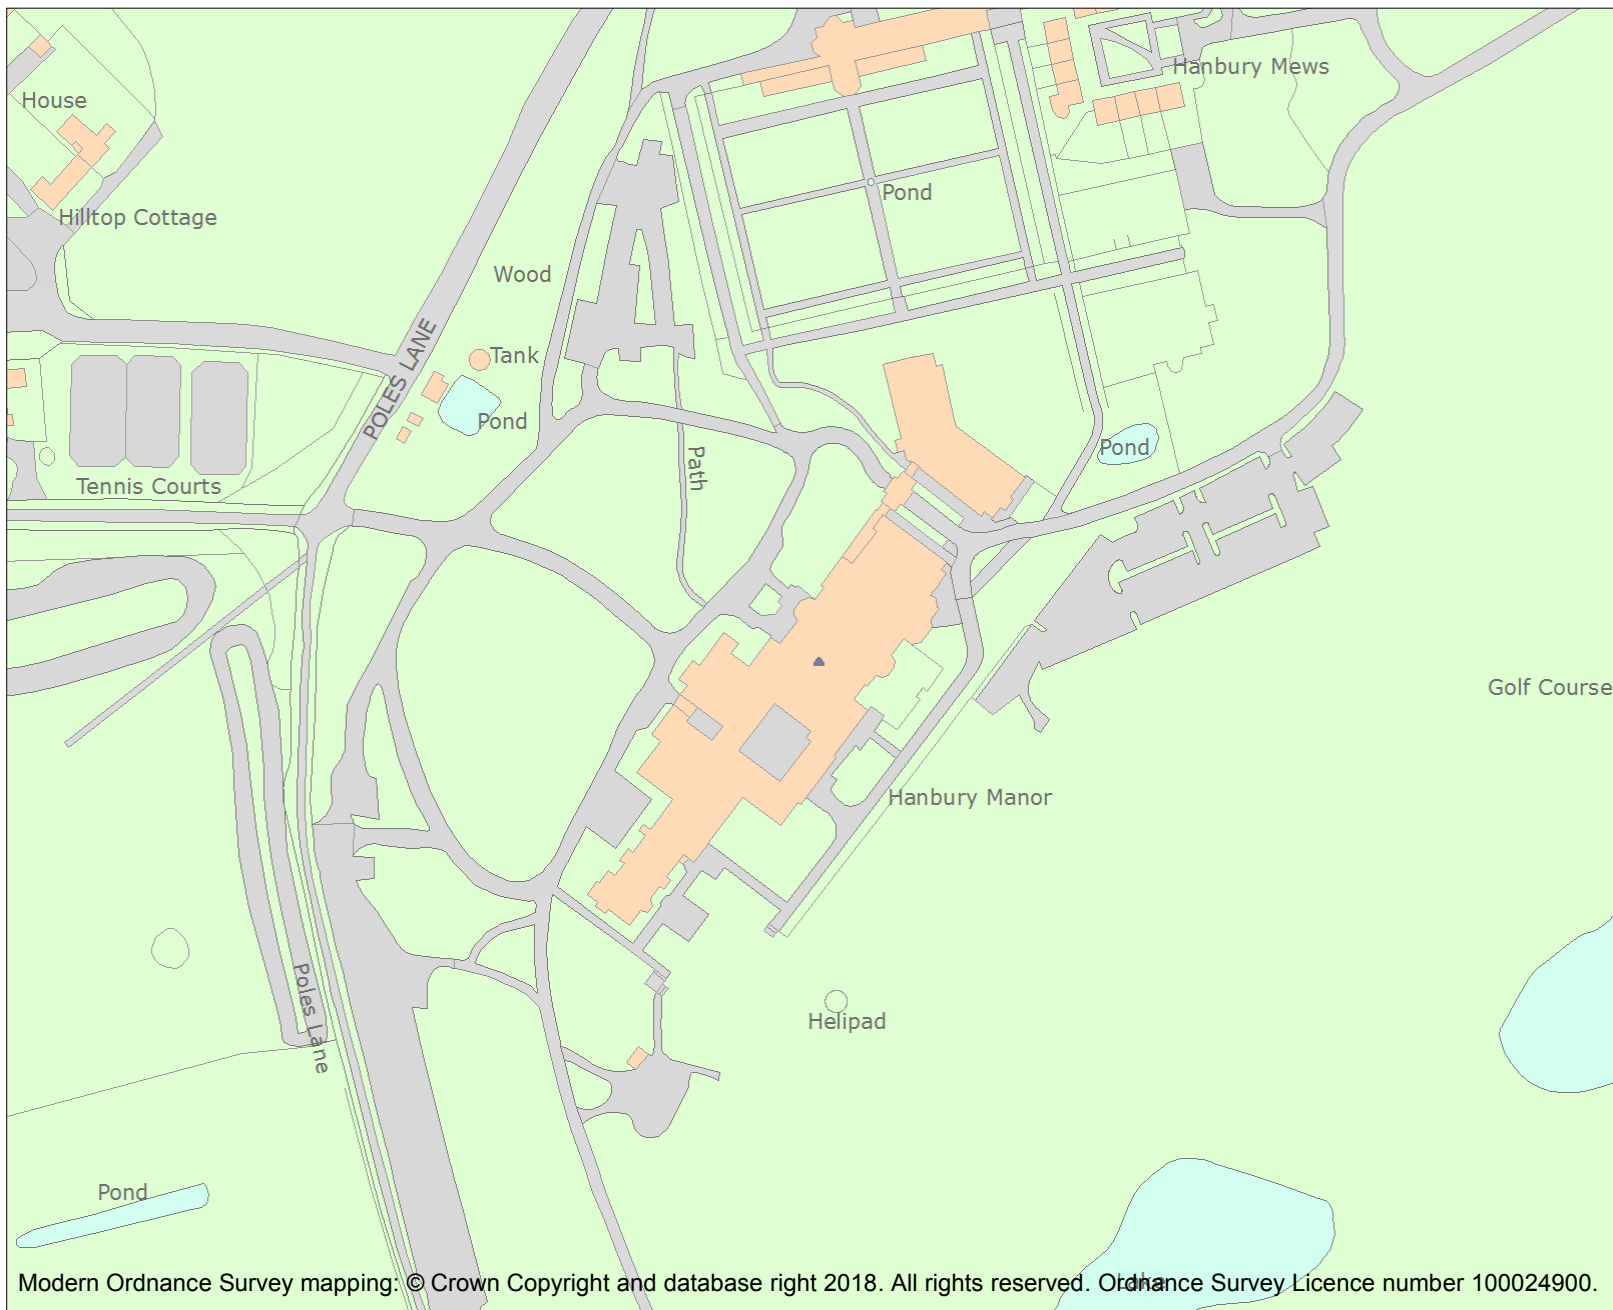 Hanbury Mews
House
Pond
Hilltop Cottage
Wood
POLES LANE
Tank
Pond
Pond
Path
Tennis Courts
Golf Course
Hanbury Manor
Poles Lane
Helipad
Pond
Lake
Modern Ordnance Survey mapping: © Crown Copyright and database right 2018. All rights reserved. Ordnance Survey Licence number 100024900.